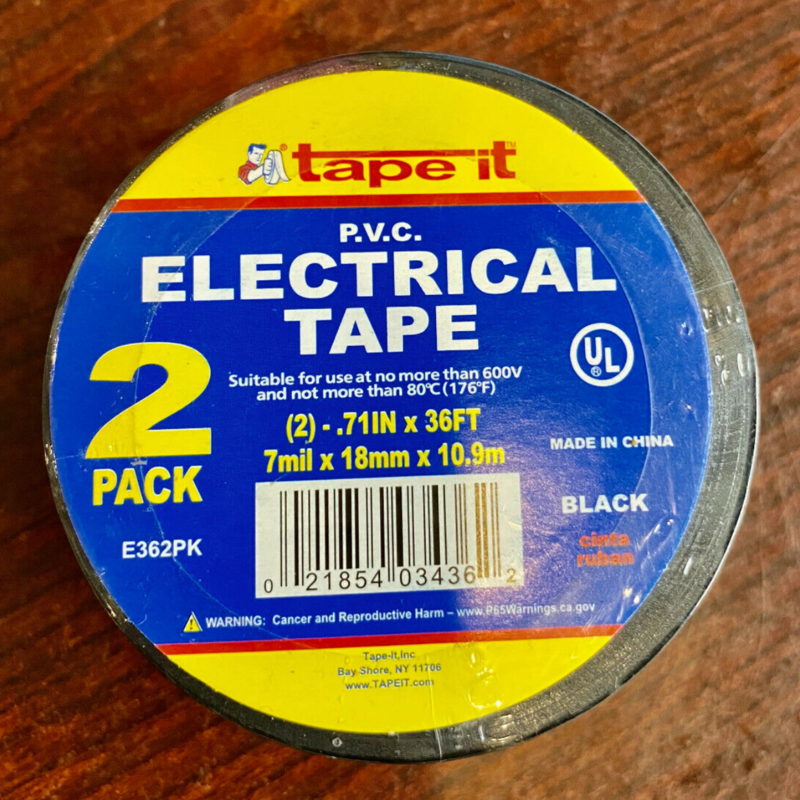 ® tape it™
P.V.C.
ELECTRICAL
TAPE
2
PACK
Suitable for use at no more than 600V
and not more than 80°C (176°F)
(2) - .71IN x 36FT
7mil x 18mm x 10.9m
UL®
MADE IN CHINA
BLACK
cinta
ruban
E362PK
0 21854 03436 2
WARNING: Cancer and Reproductive Harm – www.P65Warnings.ca.gov
Tape-It,Inc
Bay Shore, NY 11706
www.TAPEIT.com